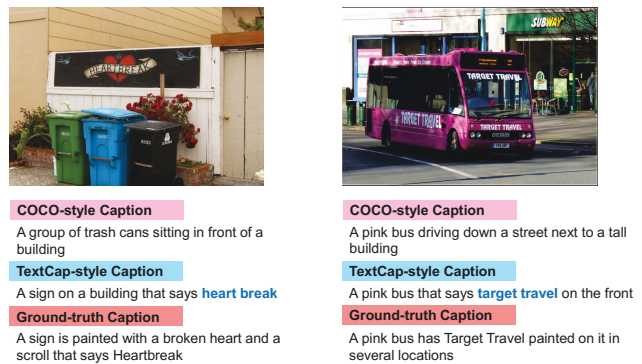 HEARTBREAK
SUBWAY
TARGET TRAVEL
TARGET TRAVEL
TARGET TRAVEL
COCO-style Caption
A group of trash cans sitting in front of a
building
TextCap-style Caption
A sign on a building that says heart break
Ground-truth Caption
A sign is painted with a broken heart and a
scroll that says Heartbreak
COCO-style Caption
A pink bus driving down a street next to a tall
building
TextCap-style Caption
A pink bus that says target travel on the front
Ground-truth Caption
A pink bus has Target Travel painted on it in
several locations